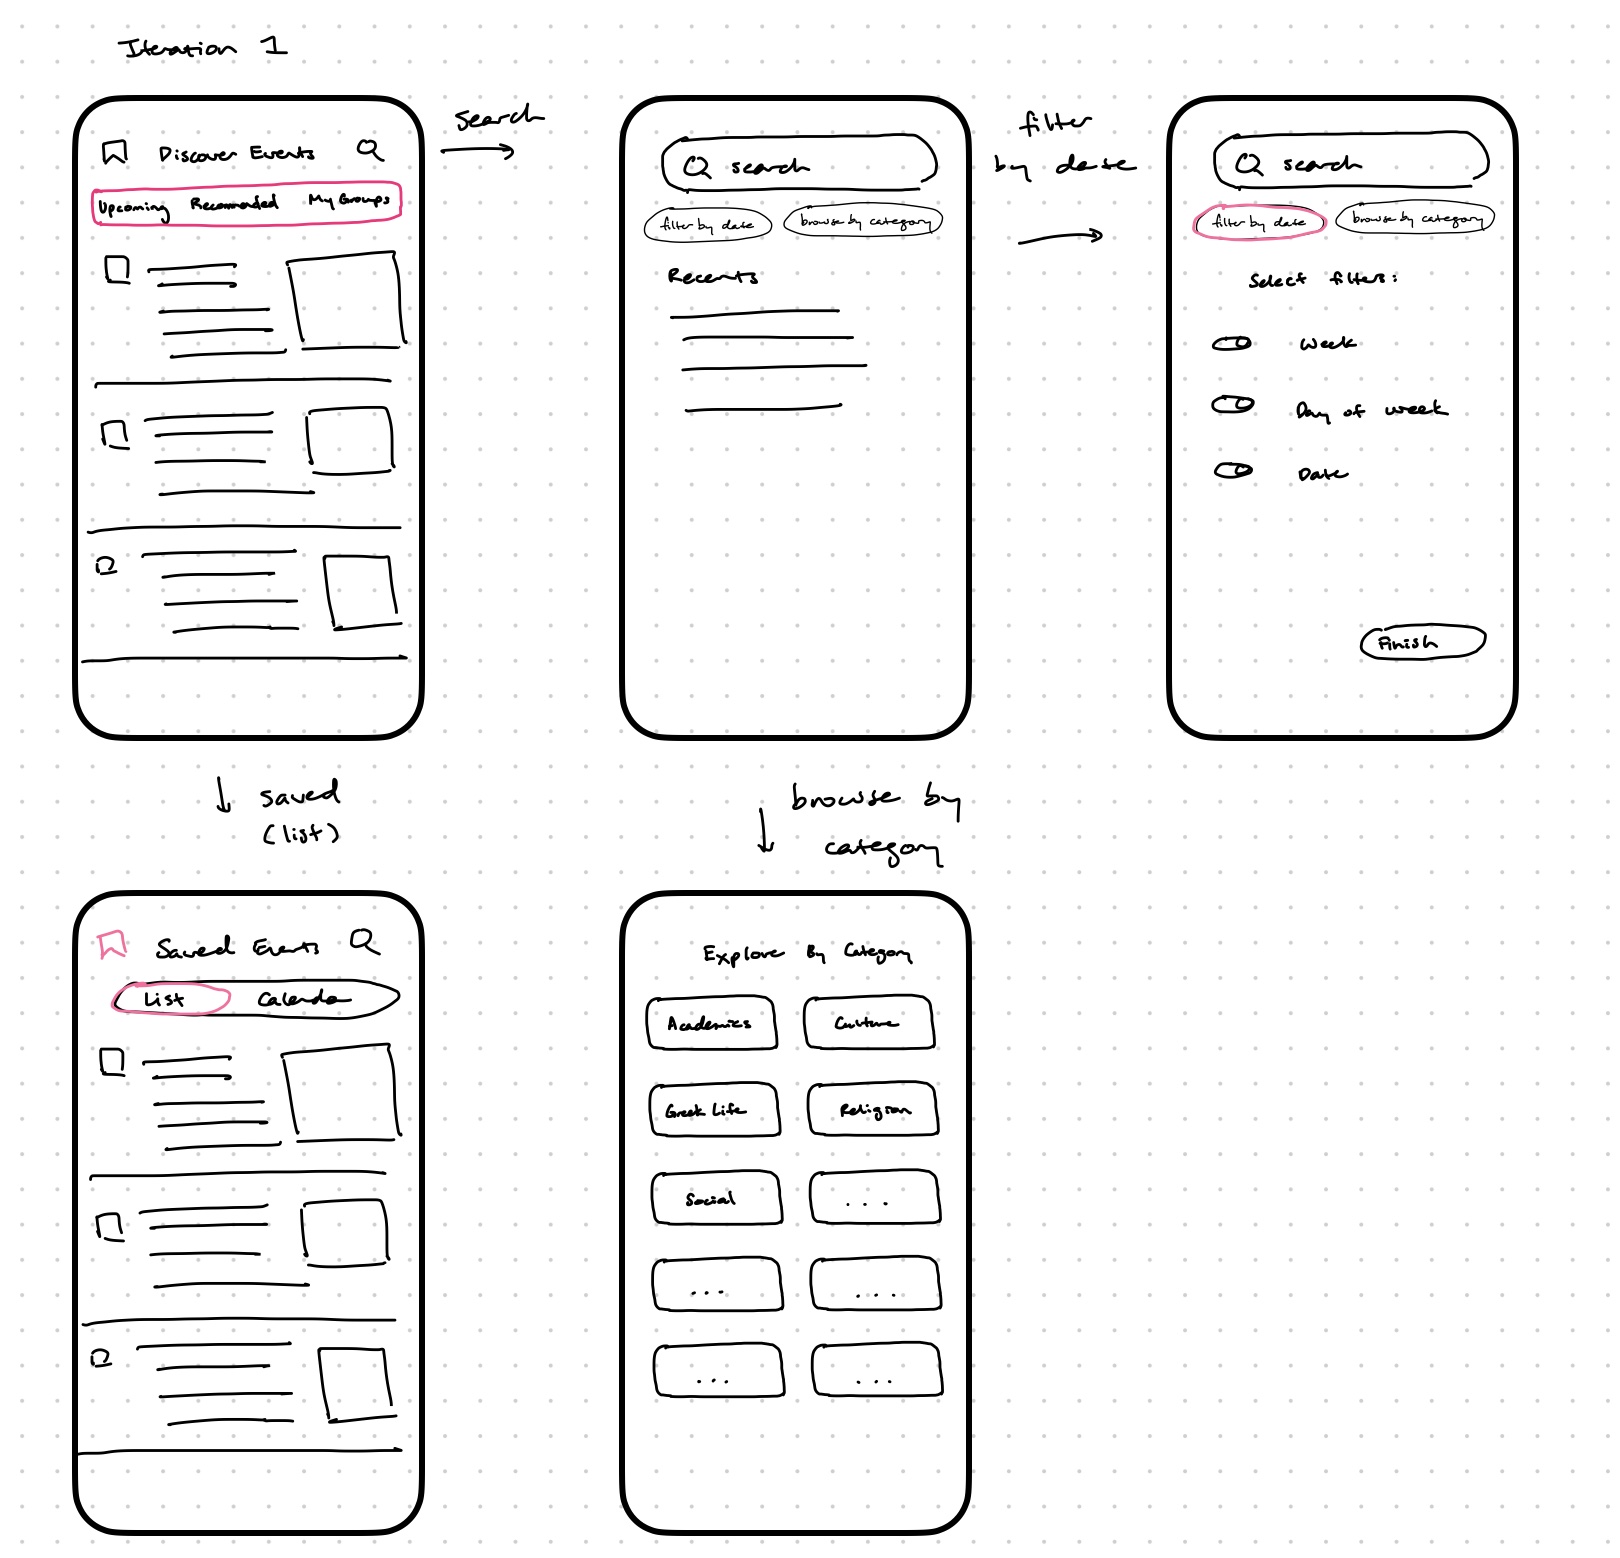 Iteration 1
Discover Events
Upcoming Recommended My Groups
search
search
filter by date browse by category
Recents
filter
by date
search
filter by date browse by category
Select filters:
Week
Day of week
Date
Finish
saved
(list)
Saved Events
List Calendar
browse by
category
Explore By Category
Academics Culture
Greek Life Religion
Social ...
... ...
... ...